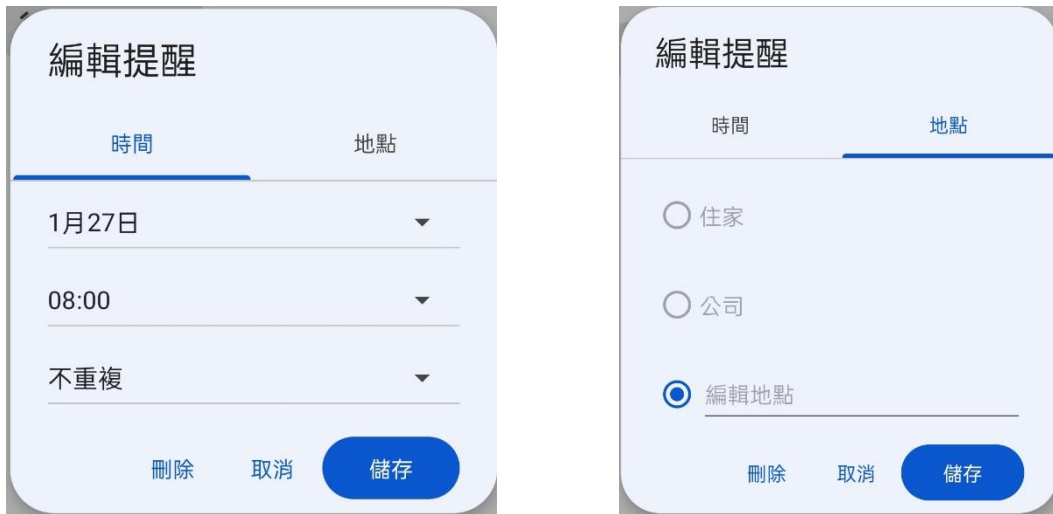 編輯提醒
時間 地點
1月27日
08:00
不重複
刪除 取消 儲存
編輯提醒
時間 地點
住家
公司
編輯地點
刪除 取消 儲存